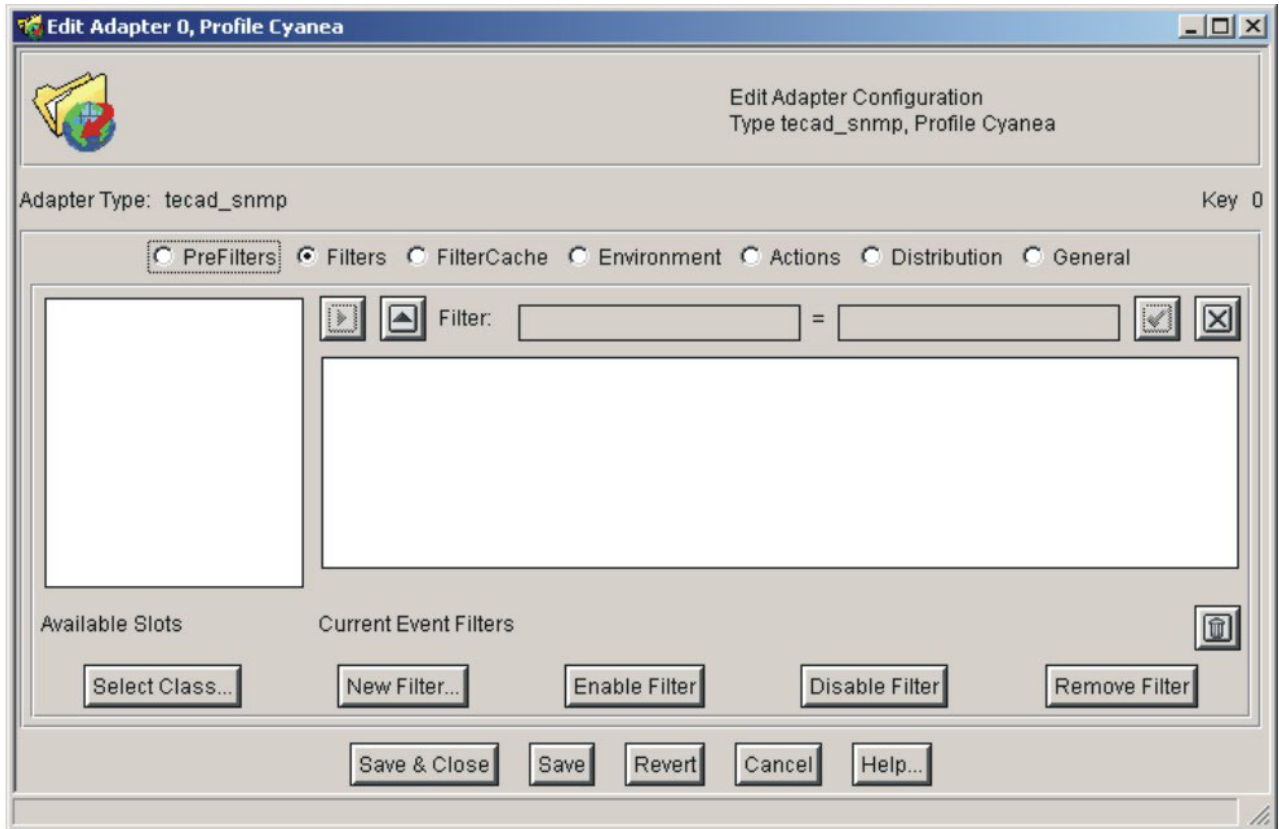 Edit Adapter 0, Profile Cyanea
Edit Adapter Configuration
Type tecad_snmp, Profile Cyanea
Adapter Type: tecad_snmp Key 0
PreFilters Filters FilterCache Environment Actions Distribution General
Filter: =
Available Slots Current Event Filters
Select Class... New Filter... Enable Filter Disable Filter Remove Filter
Save & Close Save Revert Cancel Help...